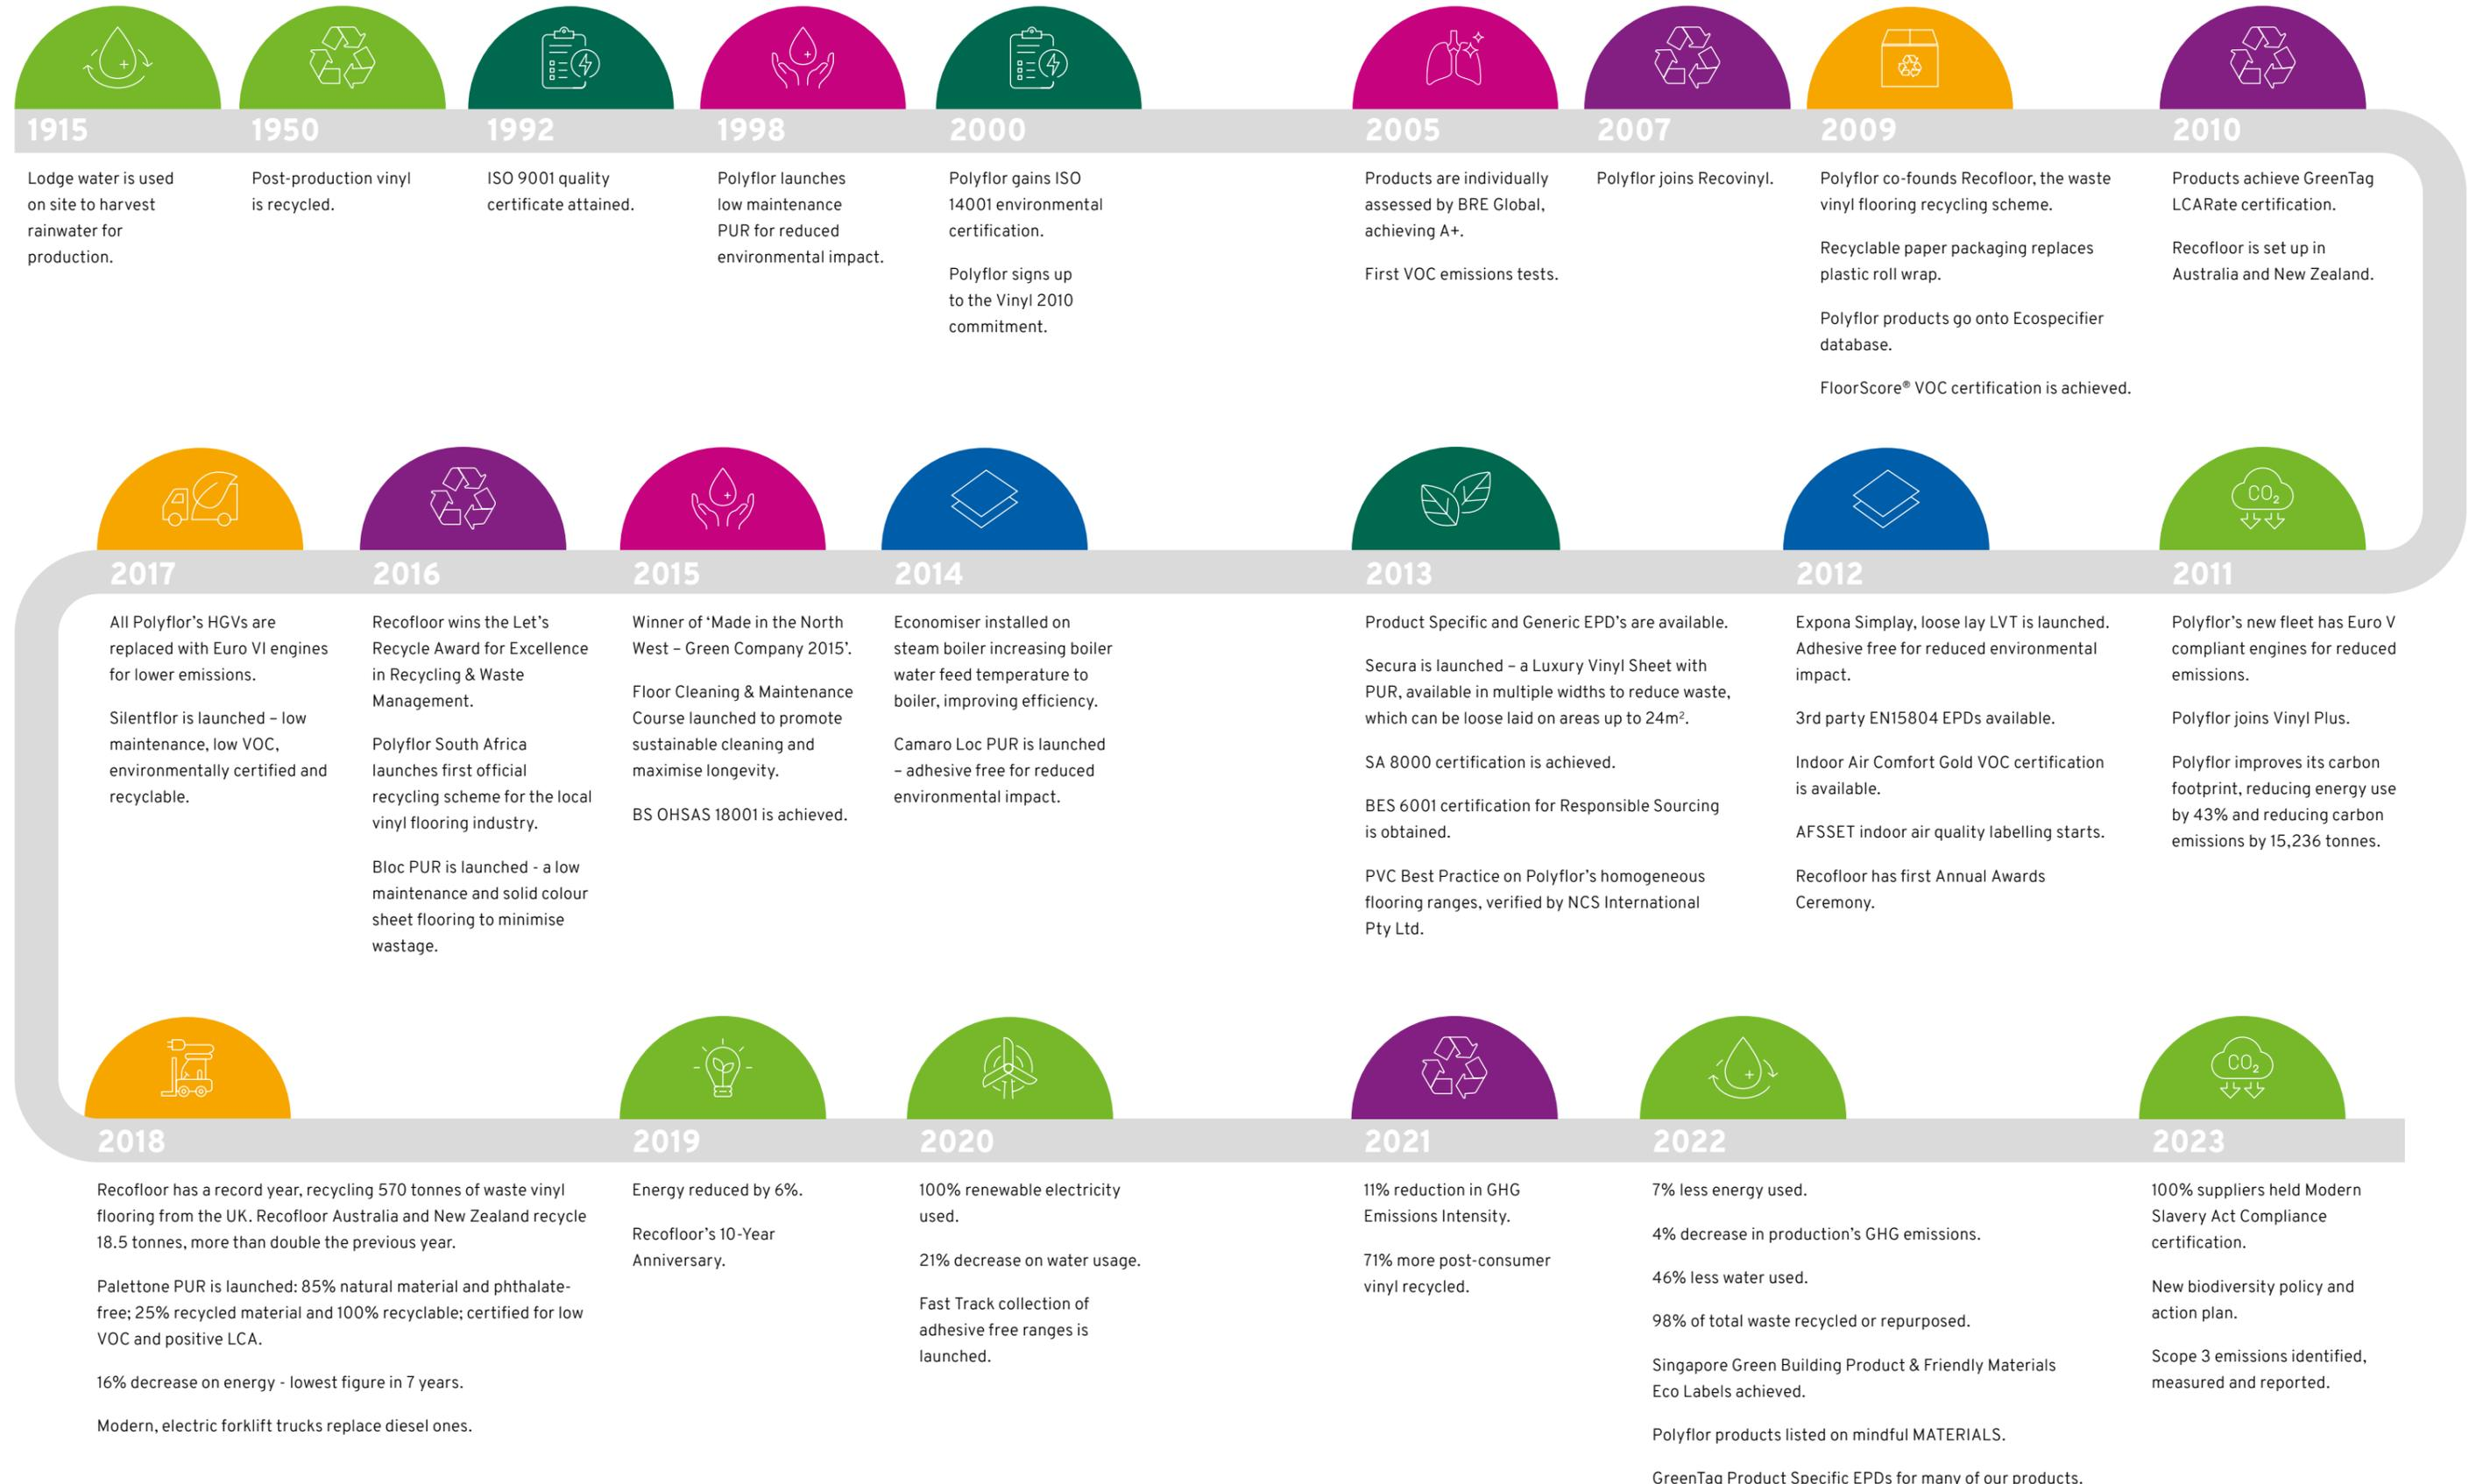 1915
Lodge water is used
on site to harvest
rainwater for
production.
1950
Post-production vinyl
is recycled.
1992
ISO 9001 quality
certificate attained.
1998
Polyflor launches
low maintenance
PUR for reduced
environmental impact.
2000
Polyflor gains ISO
14001 environmental
certification.
Polyflor signs up
to the Vinyl 2010
commitment.
2005
Products are individually
assessed by BRE Global,
achieving A+.
First VOC emissions tests.
2007
Polyflor joins Recovinyl.
2009
Polyflor co-founds Recofloor, the waste
vinyl flooring recycling scheme.
Recyclable paper packaging replaces
plastic roll wrap.
Polyflor products go onto Ecospecifier
database.
FloorScore® VOC certification is achieved.
2010
Products achieve GreenTag
LCARate certification.
Recofloor is set up in
Australia and New Zealand.
CO₂
2011
Polyflor's new fleet has Euro V
compliant engines for reduced
emissions.
Polyflor joins Vinyl Plus.
Polyflor improves its carbon
footprint, reducing energy use
by 43% and reducing carbon
emissions by 15,236 tonnes.
2012
Expona Simplay, loose lay LVT is launched.
Adhesive free for reduced environmental
impact.
3rd party EN15804 EPDs available.
Indoor Air Comfort Gold VOC certification
is available.
AFSSET indoor air quality labelling starts.
Recofloor has first Annual Awards
Ceremony.
2013
Product Specific and Generic EPD's are available.
Secura is launched – a Luxury Vinyl Sheet with
PUR, available in multiple widths to reduce waste,
which can be loose laid on areas up to 24m².
SA 8000 certification is achieved.
BES 6001 certification for Responsible Sourcing
is obtained.
PVC Best Practice on Polyflor's homogeneous
flooring ranges, verified by NCS International
Pty Ltd.
2014
Economiser installed on
steam boiler increasing boiler
water feed temperature to
boiler, improving efficiency.
Camaro Loc PUR is launched
– adhesive free for reduced
environmental impact.
2015
Winner of 'Made in the North
West – Green Company 2015'.
Floor Cleaning & Maintenance
Course launched to promote
sustainable cleaning and
maximise longevity.
BS OHSAS 18001 is achieved.
2016
Recofloor wins the Let's
Recycle Award for Excellence
in Recycling & Waste
Management.
Polyflor South Africa
launches first official
recycling scheme for the local
vinyl flooring industry.
Bloc PUR is launched - a low
maintenance and solid colour
sheet flooring to minimise
wastage.
2017
All Polyflor's HGVs are
replaced with Euro VI engines
for lower emissions.
Silentflor is launched – low
maintenance, low VOC,
environmentally certified and
recyclable.
2018
Recofloor has a record year, recycling 570 tonnes of waste vinyl
flooring from the UK. Recofloor Australia and New Zealand recycle
18.5 tonnes, more than double the previous year.
Palettone PUR is launched: 85% natural material and phthalate-
free; 25% recycled material and 100% recyclable; certified for low
VOC and positive LCA.
16% decrease on energy - lowest figure in 7 years.
Modern, electric forklift trucks replace diesel ones.
2019
Energy reduced by 6%.
Recofloor's 10-Year
Anniversary.
2020
100% renewable electricity
used.
21% decrease on water usage.
Fast Track collection of
adhesive free ranges is
launched.
2021
11% reduction in GHG
Emissions Intensity.
71% more post-consumer
vinyl recycled.
2022
7% less energy used.
4% decrease in production's GHG emissions.
46% less water used.
98% of total waste recycled or repurposed.
Singapore Green Building Product & Friendly Materials
Eco Labels achieved.
Polyflor products listed on mindful MATERIALS.
GreenTag Product Specific EPDs for many of our products.
CO₂
2023
100% suppliers held Modern
Slavery Act Compliance
certification.
New biodiversity policy and
action plan.
Scope 3 emissions identified,
measured and reported.